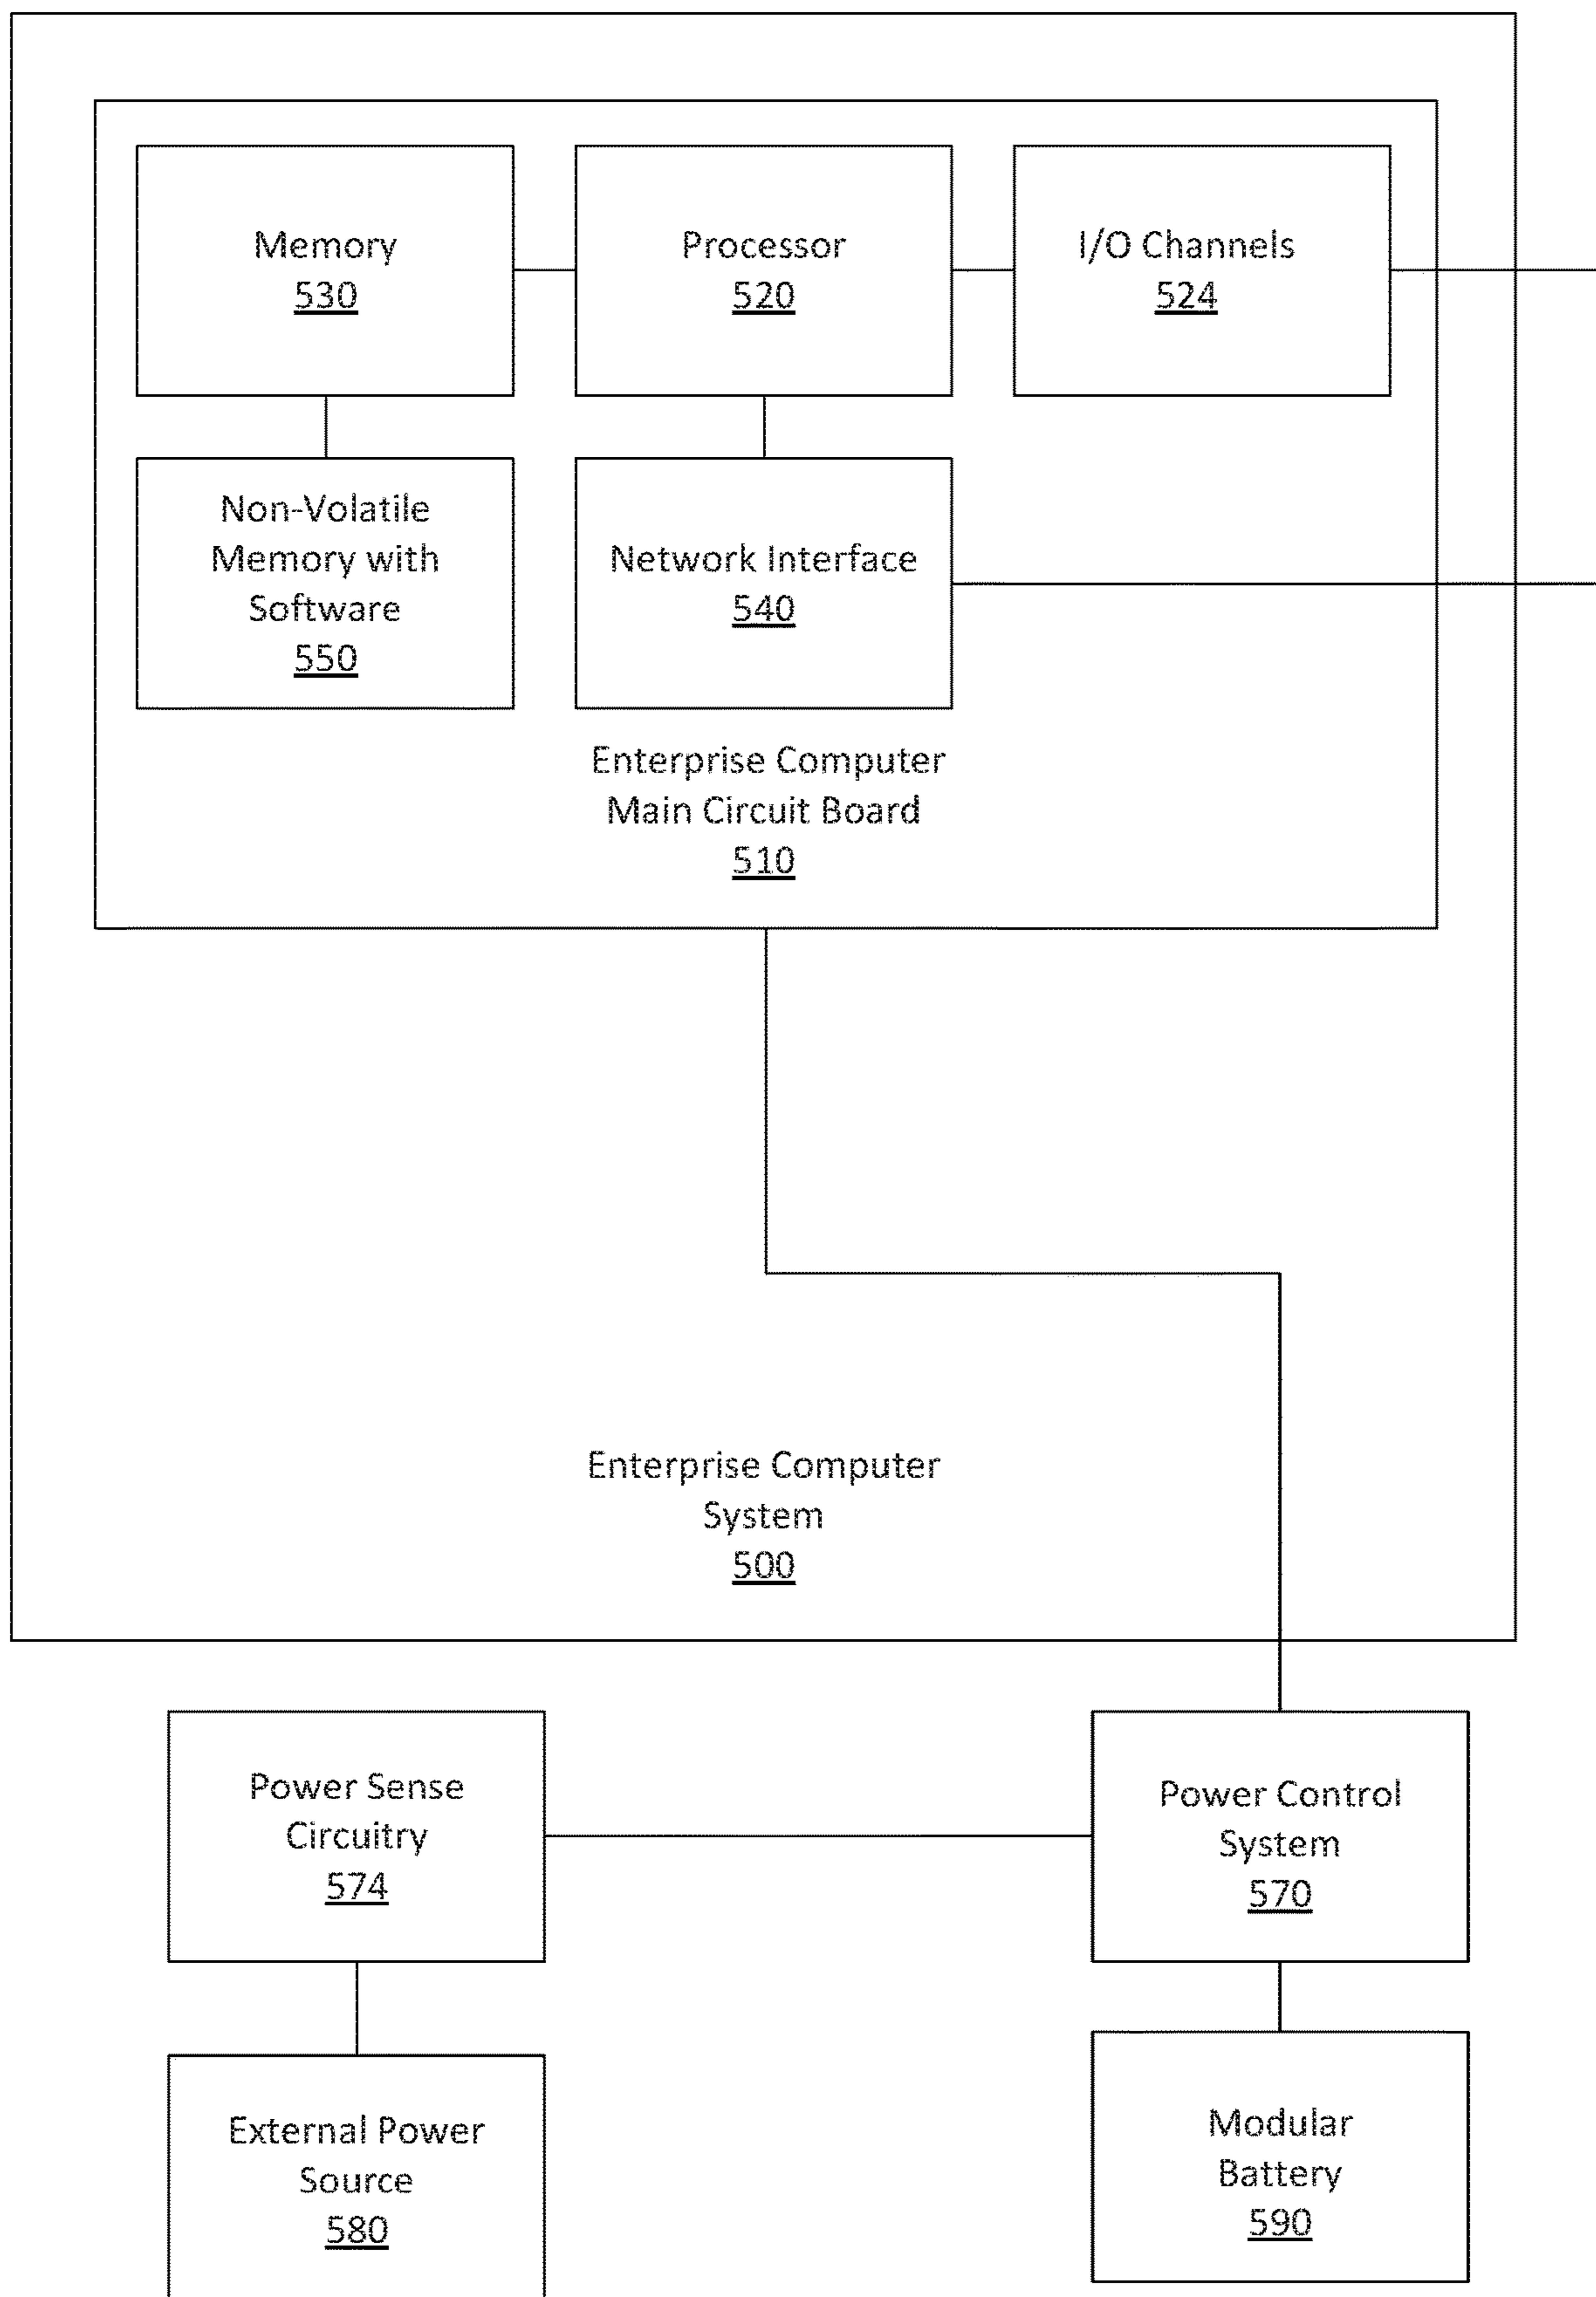 Memory
530
Processor
520
I/O Channels
524
Non-Volatile
Memory with
Software
550
Network Interface
540
Enterprise Computer
Main Circuit Board
510
Enterprise Computer
System
500
Power Sense
Circuitry
574
Power Control
System
570
External Power
Source
580
Modular
Battery
590